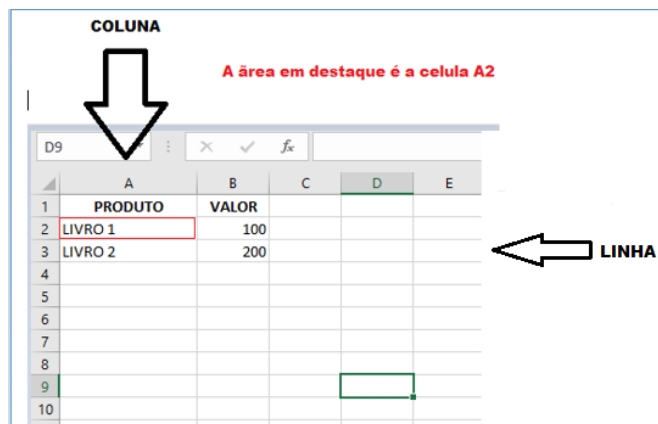 COLUNA
A ãrea em destaque é a celula A2
D9 fx
A B C D E
1 PRODUTO VALOR
2 LIVRO 1 100
3 LIVRO 2 200
LINHA
4
5
6
7
8
9
10